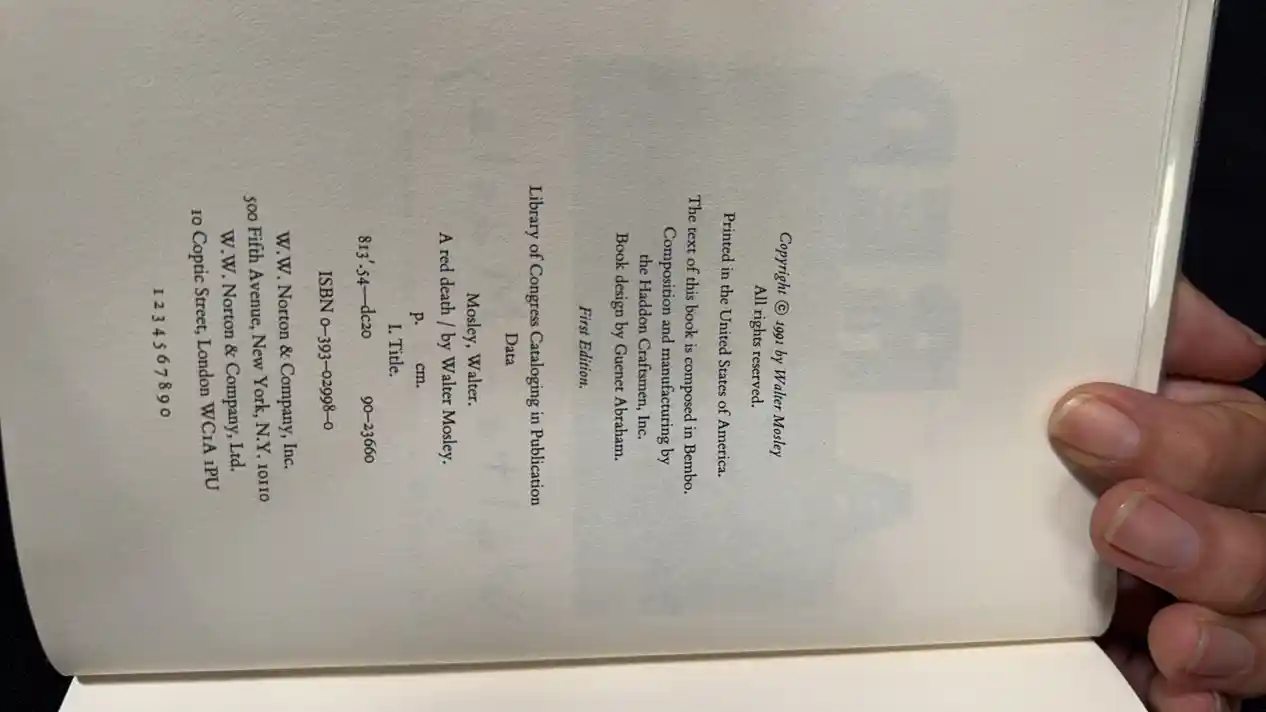 Copyright © 1991 by Walter Mosley
All rights reserved.
Printed in the United States of America.
The text of this book is composed in Bembo.
Composition and manufacturing by
the Haddon Craftsmen, Inc.
Book design by Guenet Abraham.
First Edition.
Library of Congress Cataloging in Publication
Data
Mosley, Walter.
A red death / by Walter Mosley.
p. cm.
I. Title.
813'.54—dc20 90-23660
ISBN 0-393-02998-0
W.W. Norton & Company, Inc.
500 Fifth Avenue, New York, N.Y. 10110
W.W. Norton & Company, Ltd.
10 Coptic Street, London WC1A 1PU
1 2 3 4 5 6 7 8 9 0